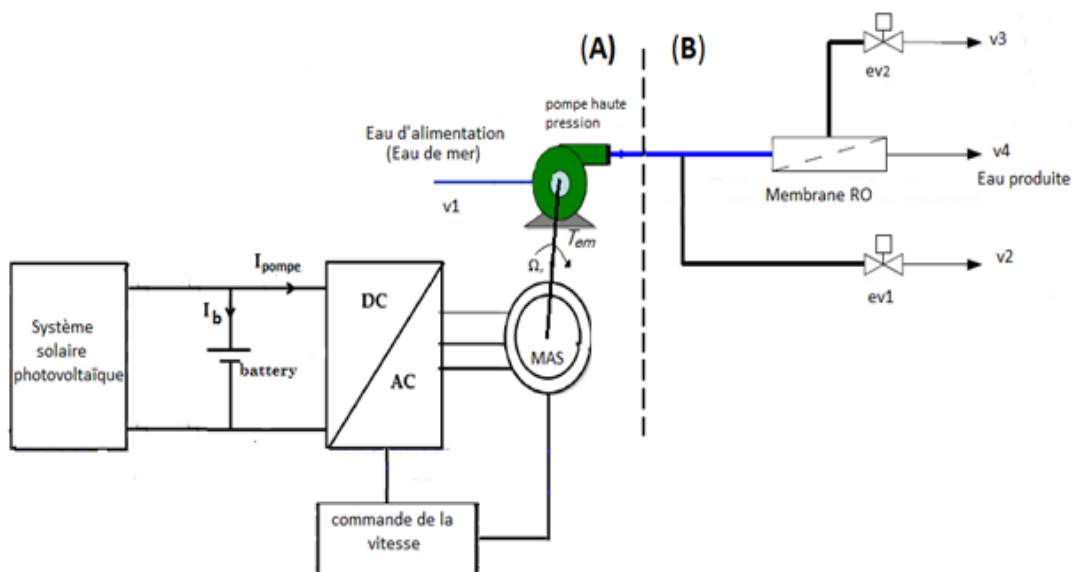 (A)
(B)
v3
ev2
pompe haute
pression
Eau d'alimentation
(Eau de mer)
v1
v4
Eau produite
Membrane RO
Tem
Ωr
v2
ev1
Ipompe
Ib
battery
DC
AC
MAS
Système
solaire
photovoltaïque
commande de la
vitesse